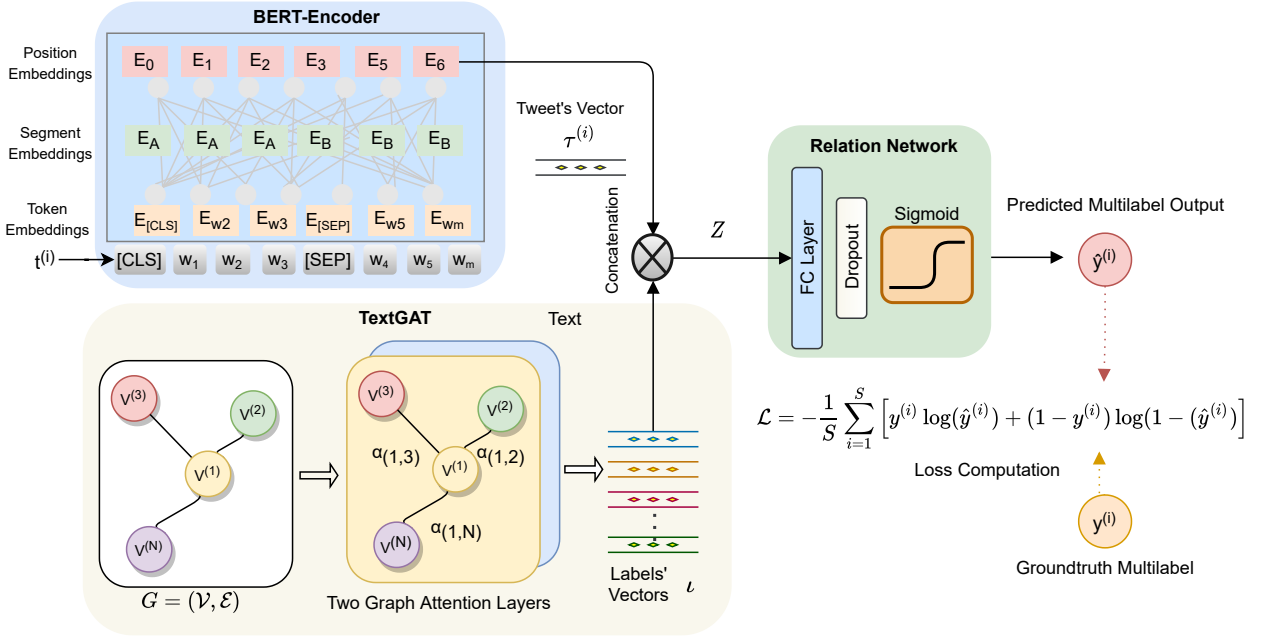 BERT-Encoder
Position
Embeddings
E0 E1 E2 E3 E5 E6
Segment
Embeddings
EA EA EA EB EB EB
Token
Embeddings
E[CLS] Ew2 Ew3 E[SEP] Ew5 Ewm
t(i)
[CLS] w1 w2 w3 [SEP] w4 w5 wm
Tweet's Vector
τ(i)
Concatenation
Z
Relation Network
FC Layer
Dropout
Sigmoid
Predicted Multilabel Output
ŷ(i)
TextGAT
Text
V(3)
V(2)
V(1)
V(N)
G = (𝒱, ℰ)
V(3)
V(2)
α(1,3)
V(1)
α(1,2)
α(1,N)
V(N)
Two Graph Attention Layers
Labels'
Vectors ι
ℒ = −1/S ∑ i=1 S [y(i) log(ŷ(i)) + (1 − y(i)) log(1 − (ŷ(i))]
Loss Computation
y(i)
Groundtruth Multilabel